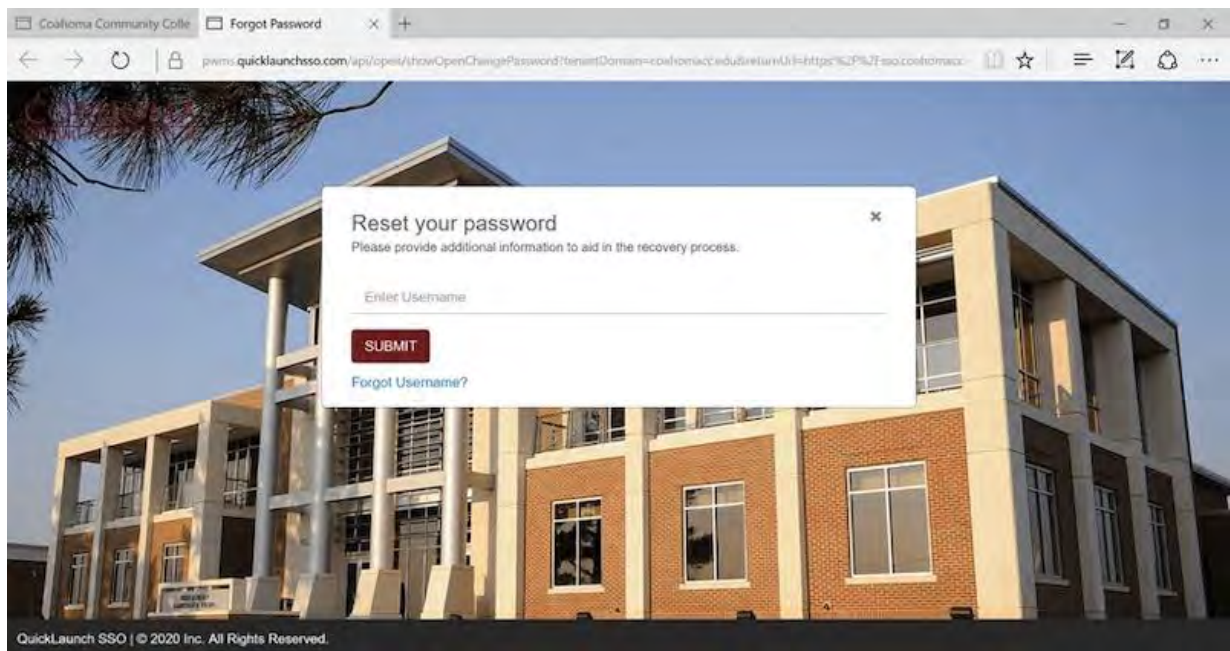 Coahoma Community Colle
Forgot Password
Reset your password
Please provide additional information to aid in the recovery process.
Enter Username
SUBMIT
Forgot Username?
QuickLaunch SSO | © 2020 Inc. All Rights Reserved.